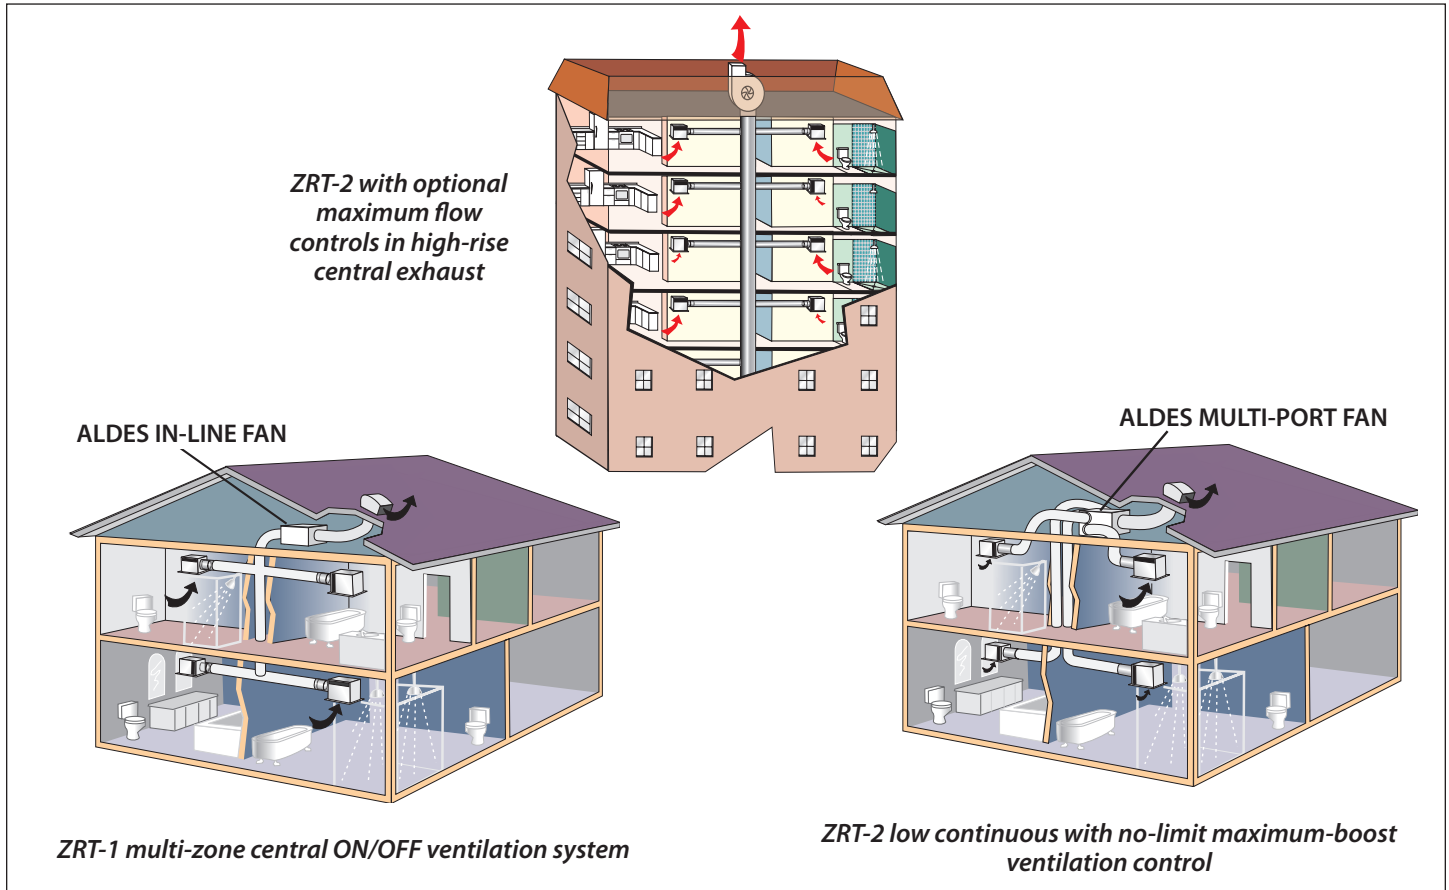 ZRT-2 with optional
maximum flow
controls in high-rise
central exhaust
ALDES IN-LINE FAN
ALDES MULTI-PORT FAN
ZRT-1 multi-zone central ON/OFF ventilation system
ZRT-2 low continuous with no-limit maximum-boost
ventilation control